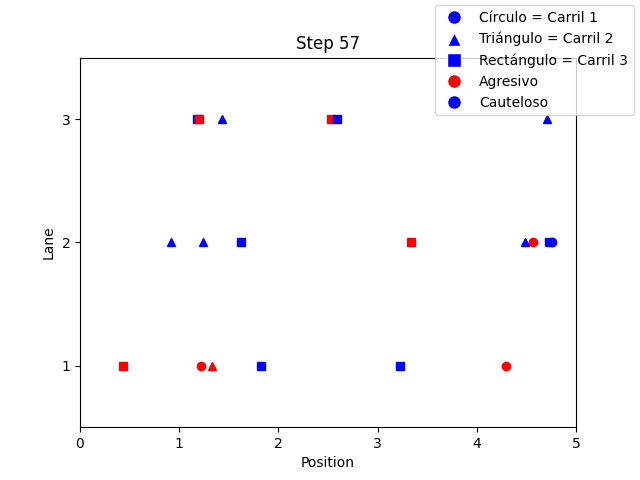 Step 57
Círculo = Carril 1
Triángulo = Carril 2
Rectángulo = Carril 3
Agresivo
Cauteloso
Lane
3
2
1
0 1 2 3 4 5
Position